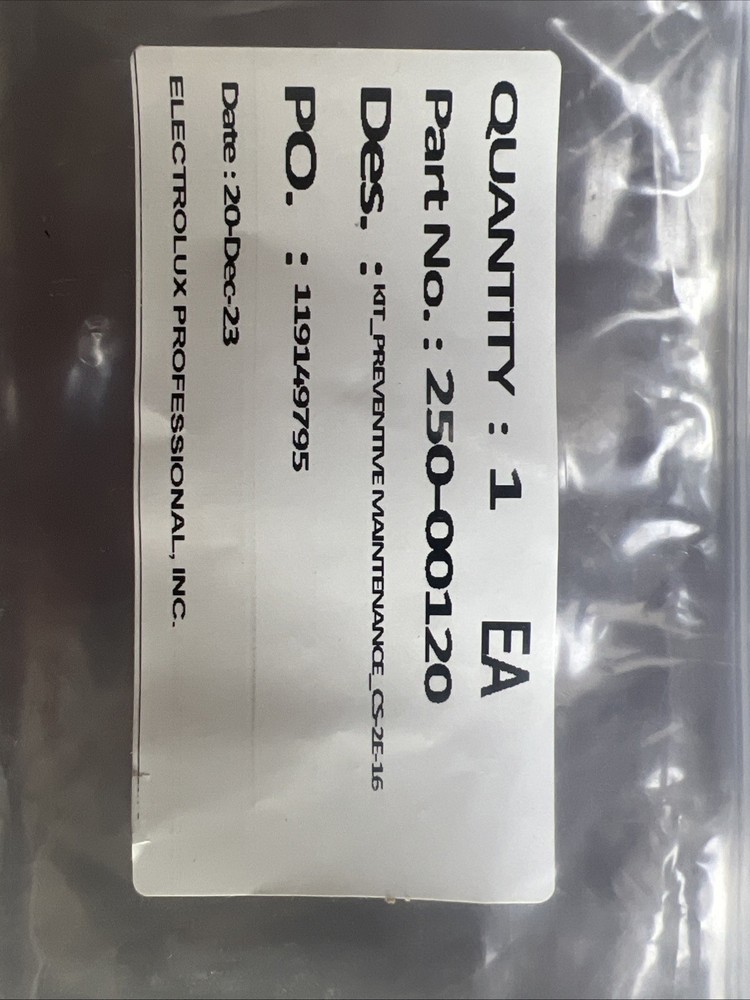 QUANTITY : 1 EA
Part No. : 250-00120
Des. : KIT_PREVENTIVE MAINTENANCE_CS-2E-16
PO. : 119149795
Date : 20-Dec-23
ELECTROLUX PROFESSIONAL, INC.